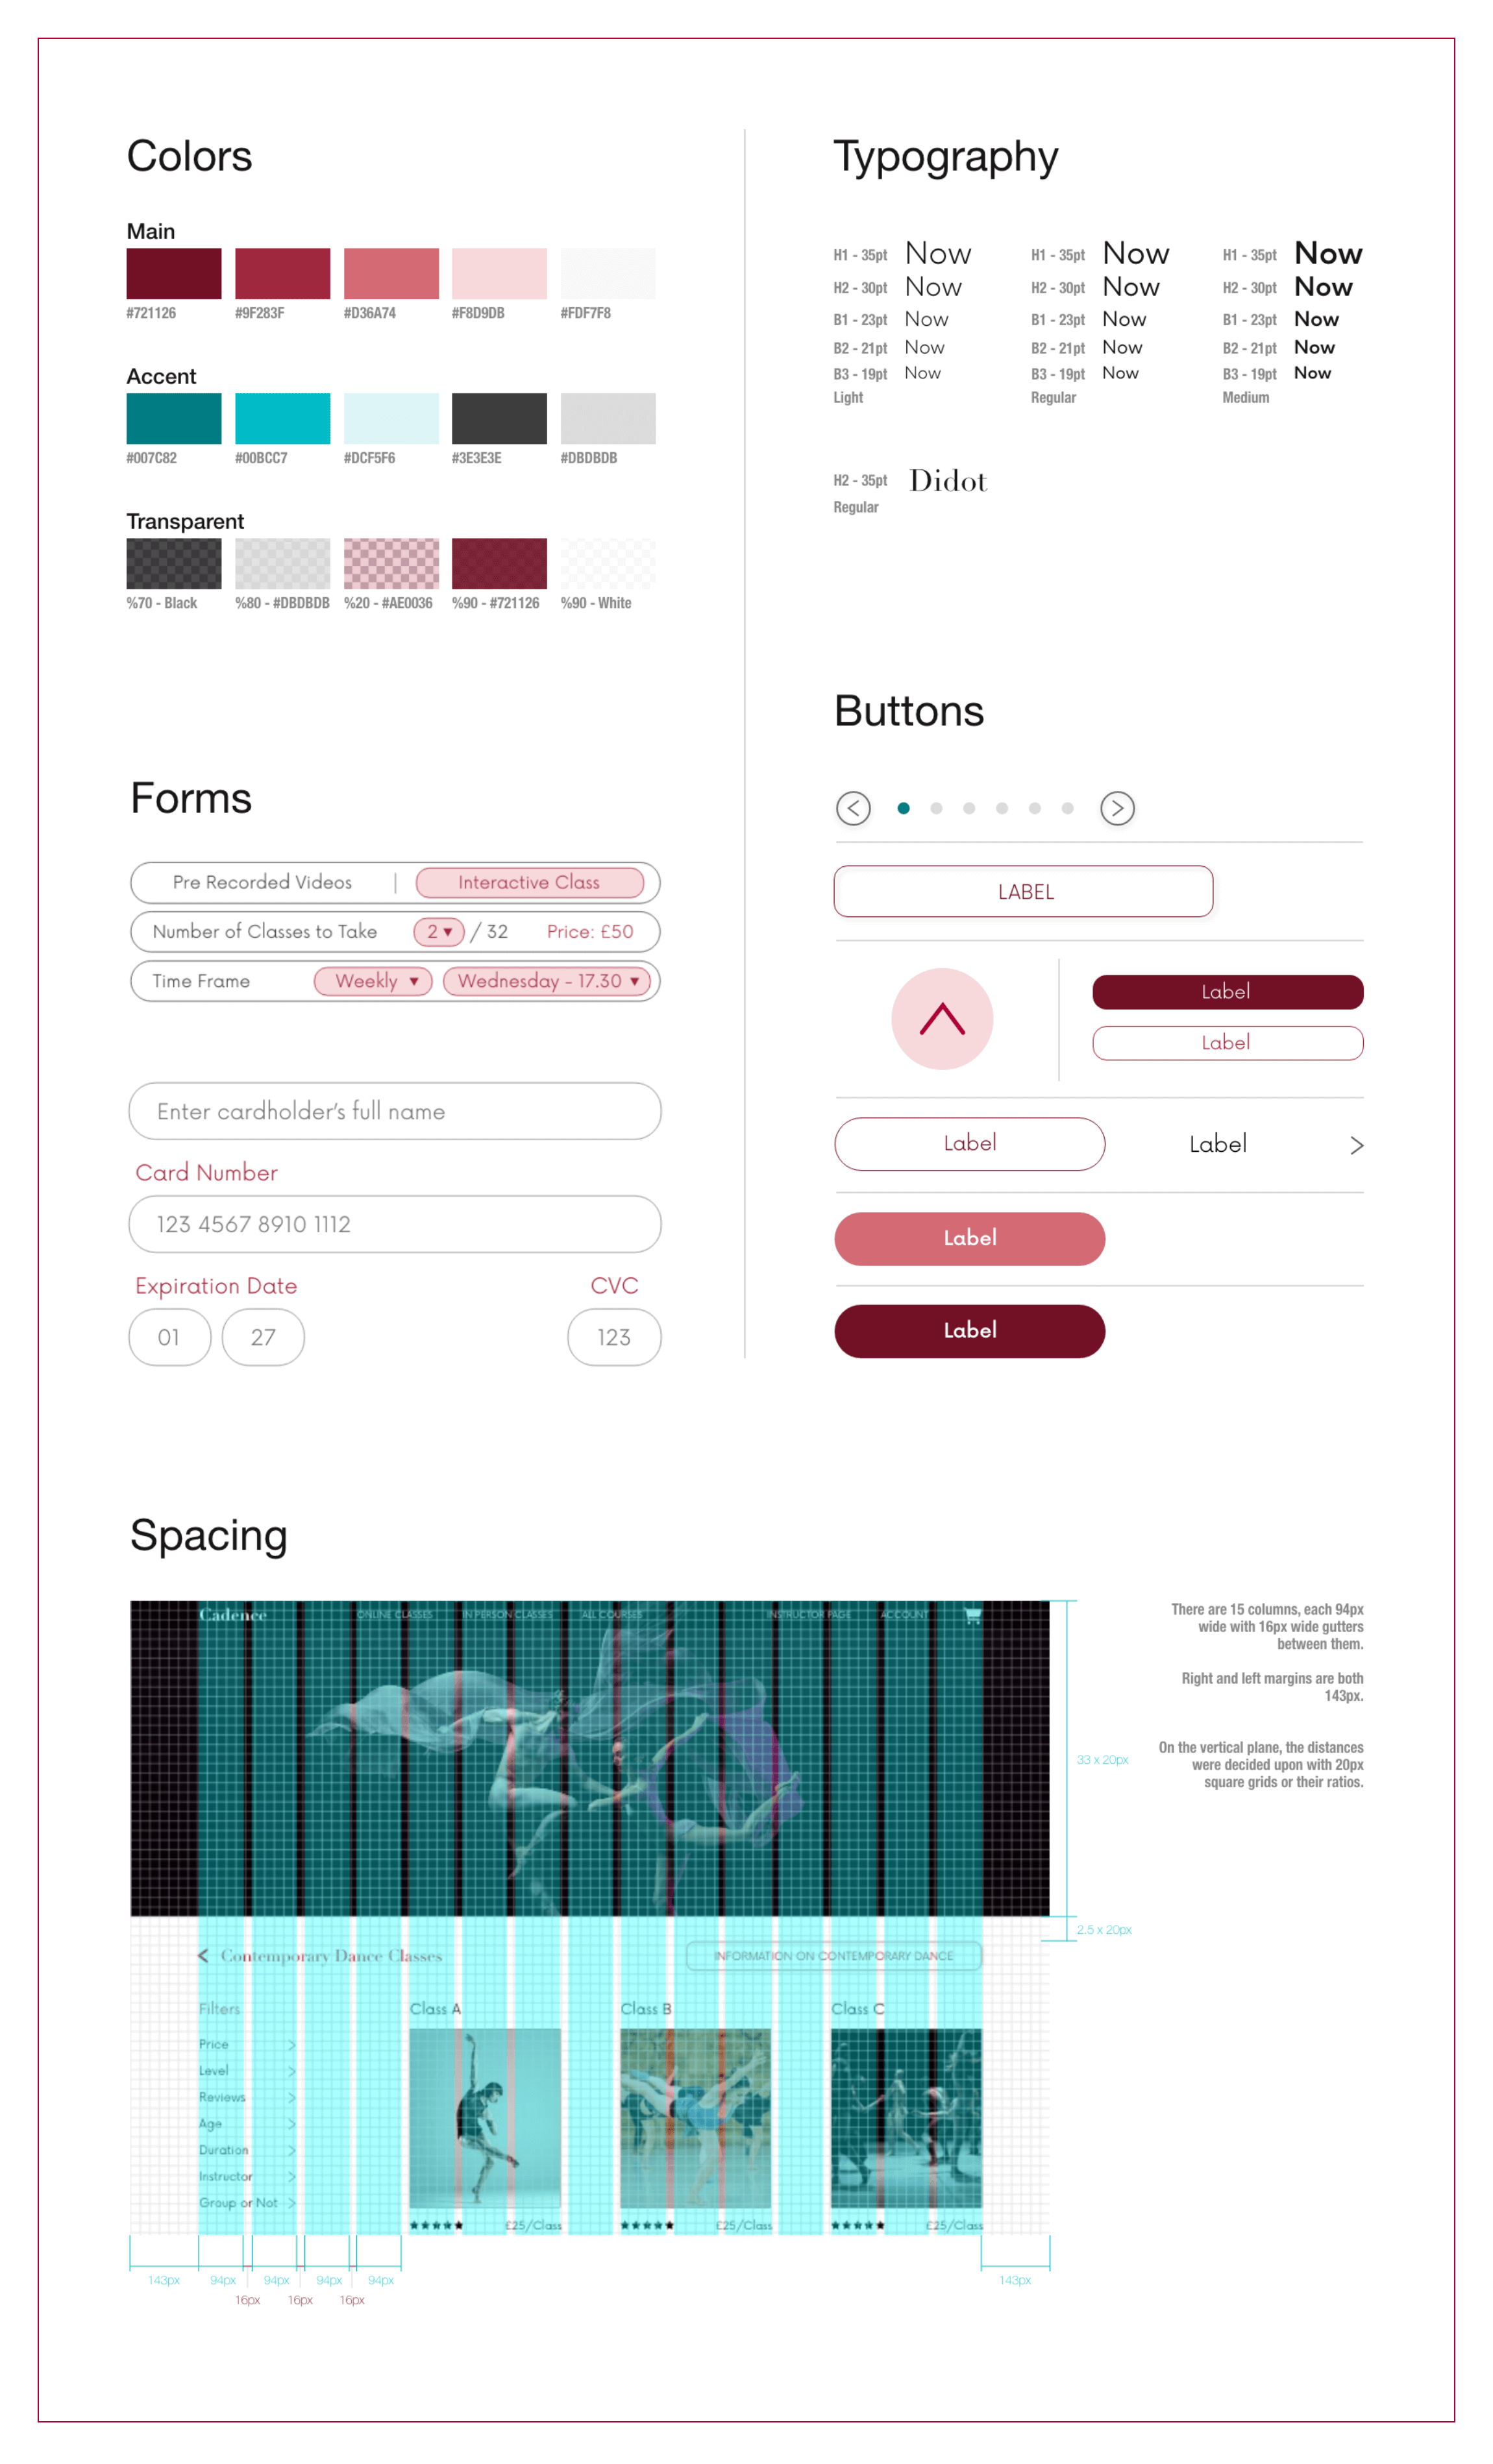 Colors
Main
#721126 #9F283F #D36A74 #F8D9DB #FDF7F8
Accent
#007C82 #00BCC7 #DCF5F6 #3E3E3E #DBDBDB
Transparent
%70 - Black %80 - #DBDBDB %20 - #AE0036 %90 - #721126 %90 - White
Typography
H1 - 35pt Now H1 - 35pt Now H1 - 35pt Now
H2 - 30pt Now H2 - 30pt Now H2 - 30pt Now
B1 - 23pt Now B1 - 23pt Now B1 - 23pt Now
B2 - 21pt Now B2 - 21pt Now B2 - 21pt Now
B3 - 19pt Now B3 - 19pt Now B3 - 19pt Now
Light Regular Medium
H2 - 35pt Didot
Regular
Forms
Pre Recorded Videos | Interactive Class
Number of Classes to Take 2 / 32 Price: £50
Time Frame Weekly Wednesday - 17.30
Enter cardholder's full name
Card Number
123 4567 8910 1112
Expiration Date CVC
01 27 123
Buttons
LABEL
Label
Label
Label Label
Label
Label
Spacing
Cadence ONLINE CLASSES IN PERSON CLASSES ALL COURSES INSTRUCTOR PAGE ACCOUNT
33 x 20px
2.5 x 20px
There are 15 columns, each 94px
wide with 16px wide gutters
between them.
Right and left margins are both
143px.
On the vertical plane, the distances
were decided upon with 20px
square grids or their ratios.
Contemporary Dance Classes INFORMATION ON CONTEMPORARY DANCE
Filters Class A Class B Class C
Price
Level
Reviews
Age
Duration
Instructor
Group or Not
£25/Class £25/Class £25/Class
143px 94px 94px 94px 94px 143px
16px 16px 16px